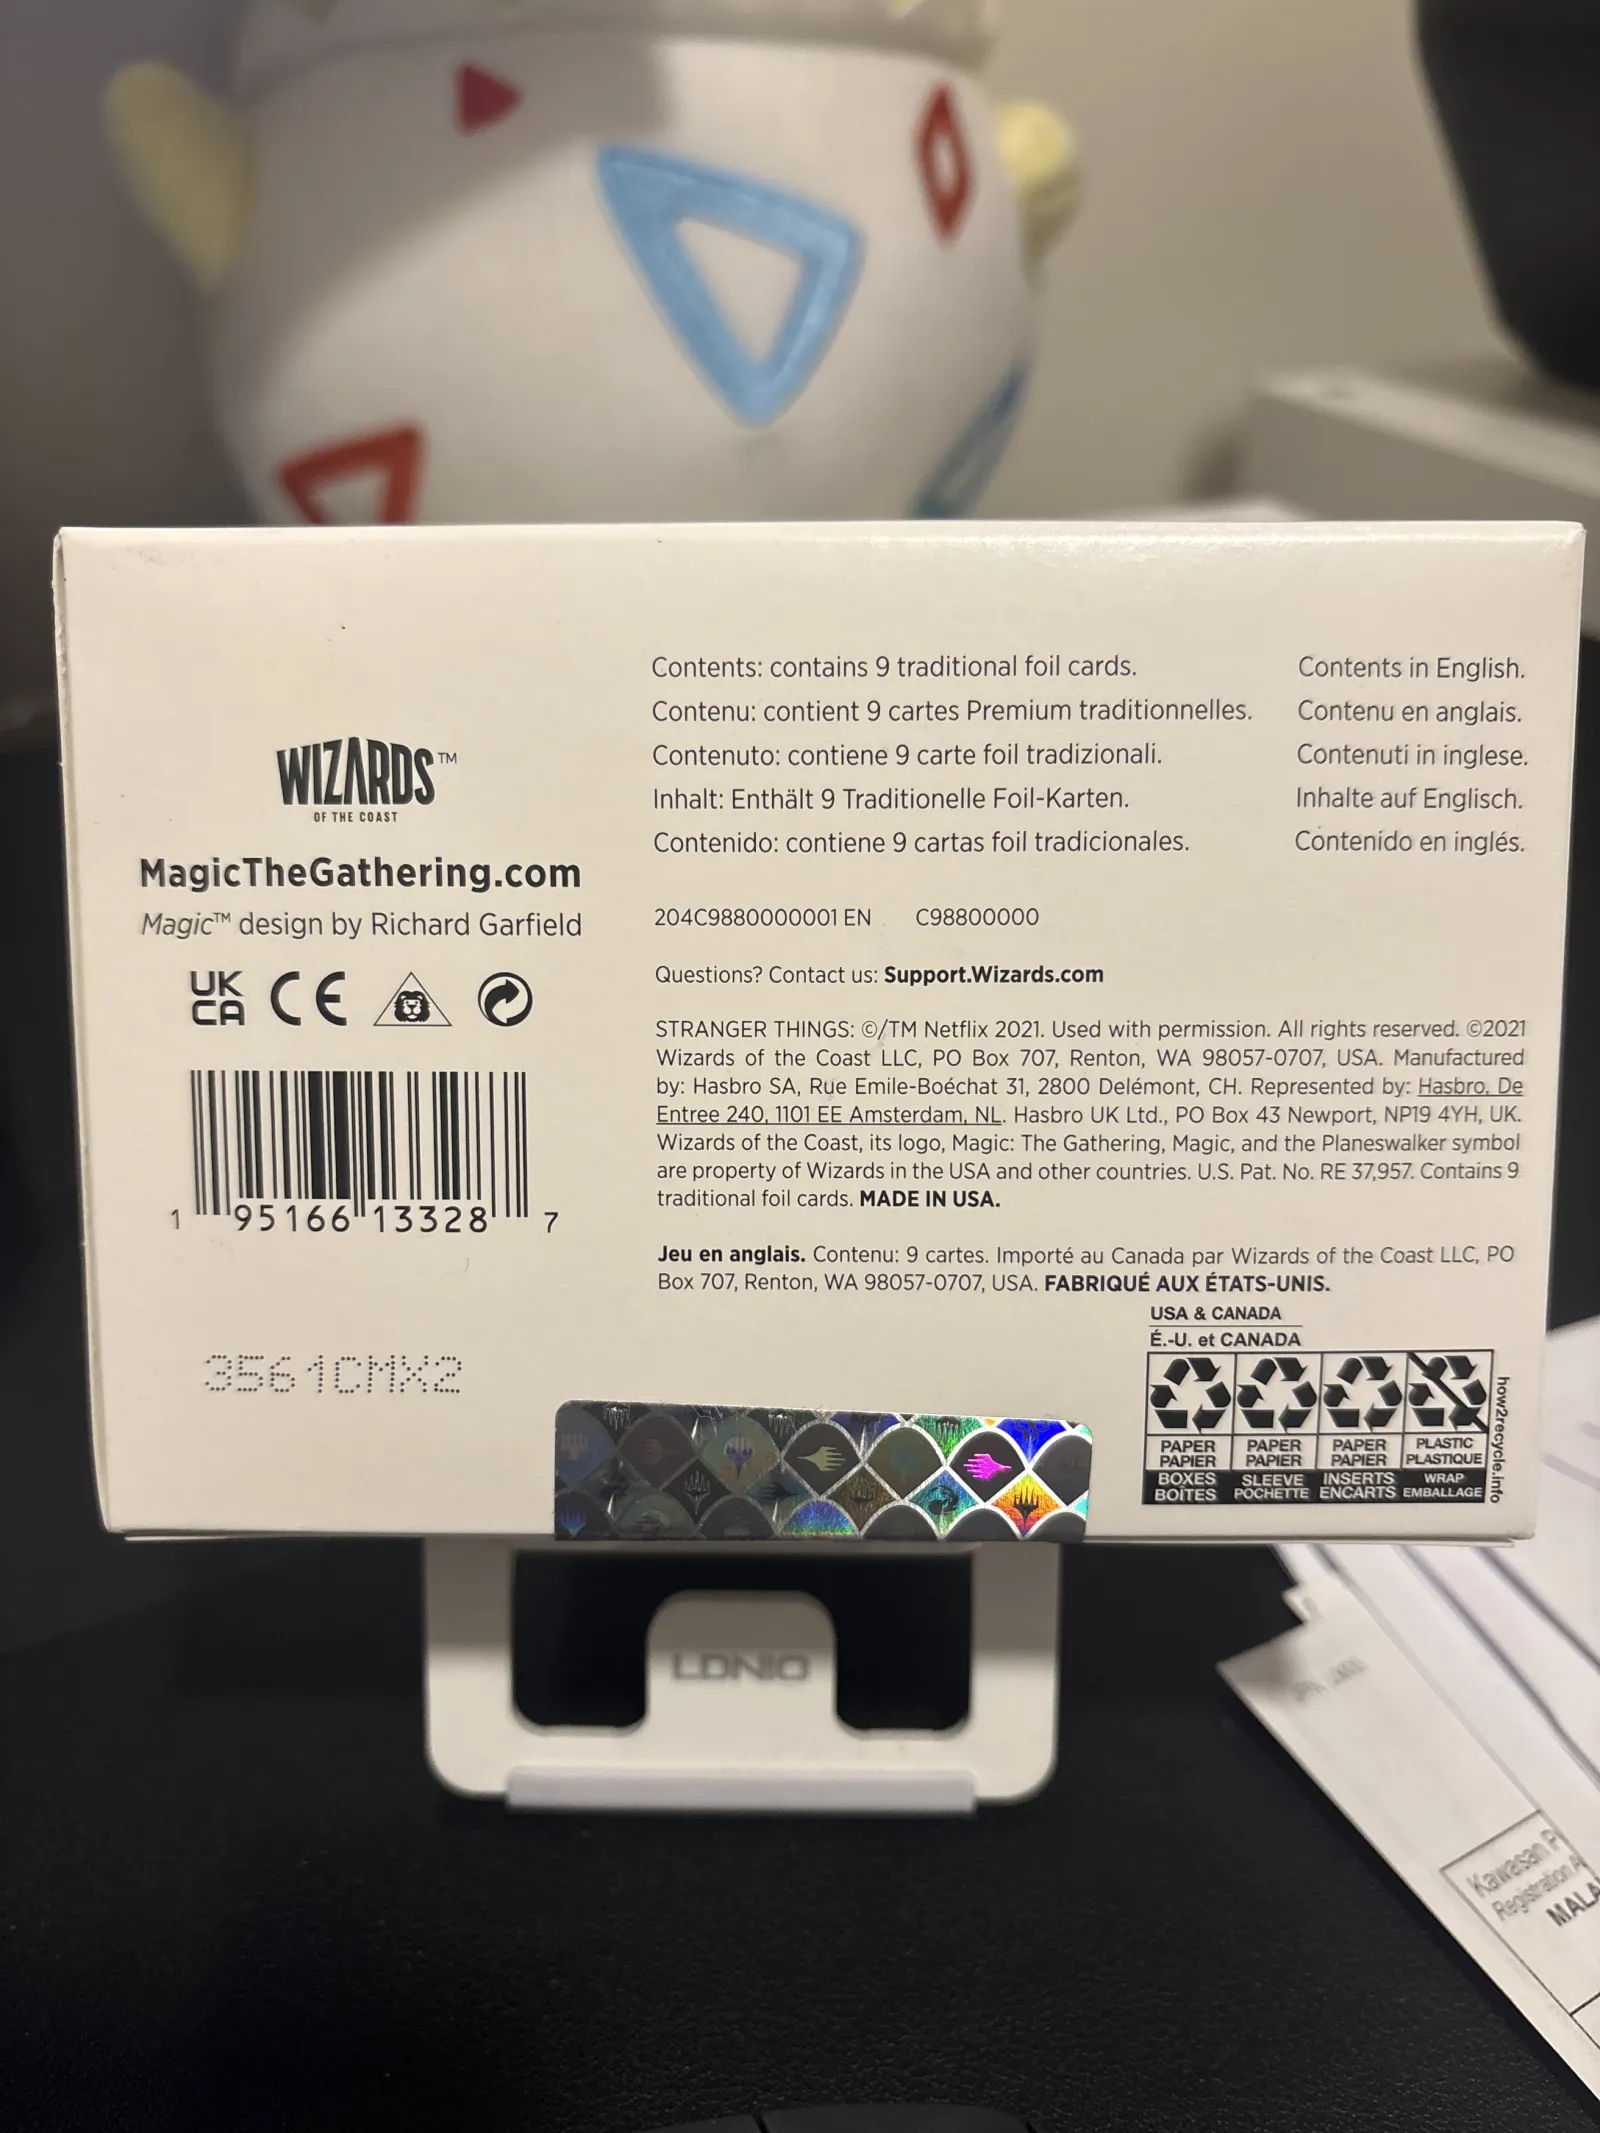 WIZARDS™
OF THE COAST
MagicTheGathering.com
Magic™ design by Richard Garfield
UK
CA CE
1 95166 13328 7
3561CMX2
Contents: contains 9 traditional foil cards. Contents in English.
Contenu: contient 9 cartes Premium traditionnelles. Contenu en anglais.
Contenuto: contiene 9 carte foil tradizionali. Contenuti in inglese.
Inhalt: Enthält 9 Traditionelle Foil-Karten. Inhalte auf Englisch.
Contenido: contiene 9 cartas foil tradicionales. Contenido en inglés.
204C9880000001 EN C98800000
Questions? Contact us: Support.Wizards.com
STRANGER THINGS: ©/TM Netflix 2021. Used with permission. All rights reserved. ©2021
Wizards of the Coast LLC, PO Box 707, Renton, WA 98057-0707, USA. Manufactured
by: Hasbro SA, Rue Emile-Boéchat 31, 2800 Delémont, CH. Represented by: Hasbro, De
Entree 240, 1101 EE Amsterdam, NL. Hasbro UK Ltd., PO Box 43 Newport, NP19 4YH, UK.
Wizards of the Coast, its logo, Magic: The Gathering, Magic, and the Planeswalker symbol
are property of Wizards in the USA and other countries. U.S. Pat. No. RE 37,957. Contains 9
traditional foil cards. MADE IN USA.
Jeu en anglais. Contenu: 9 cartes. Importé au Canada par Wizards of the Coast LLC, PO
Box 707, Renton, WA 98057-0707, USA. FABRIQUÉ AUX ÉTATS-UNIS.
USA & CANADA
É.-U. et CANADA
PAPER PAPER PAPER PLASTIC
PAPIER PAPIER PAPIER PLASTIQUE
BOXES SLEEVE INSERTS WRAP
BOÎTES POCHETTE ENCARTS EMBALLAGE
how2recycle.info
LDNIO
Kawasan
Registration